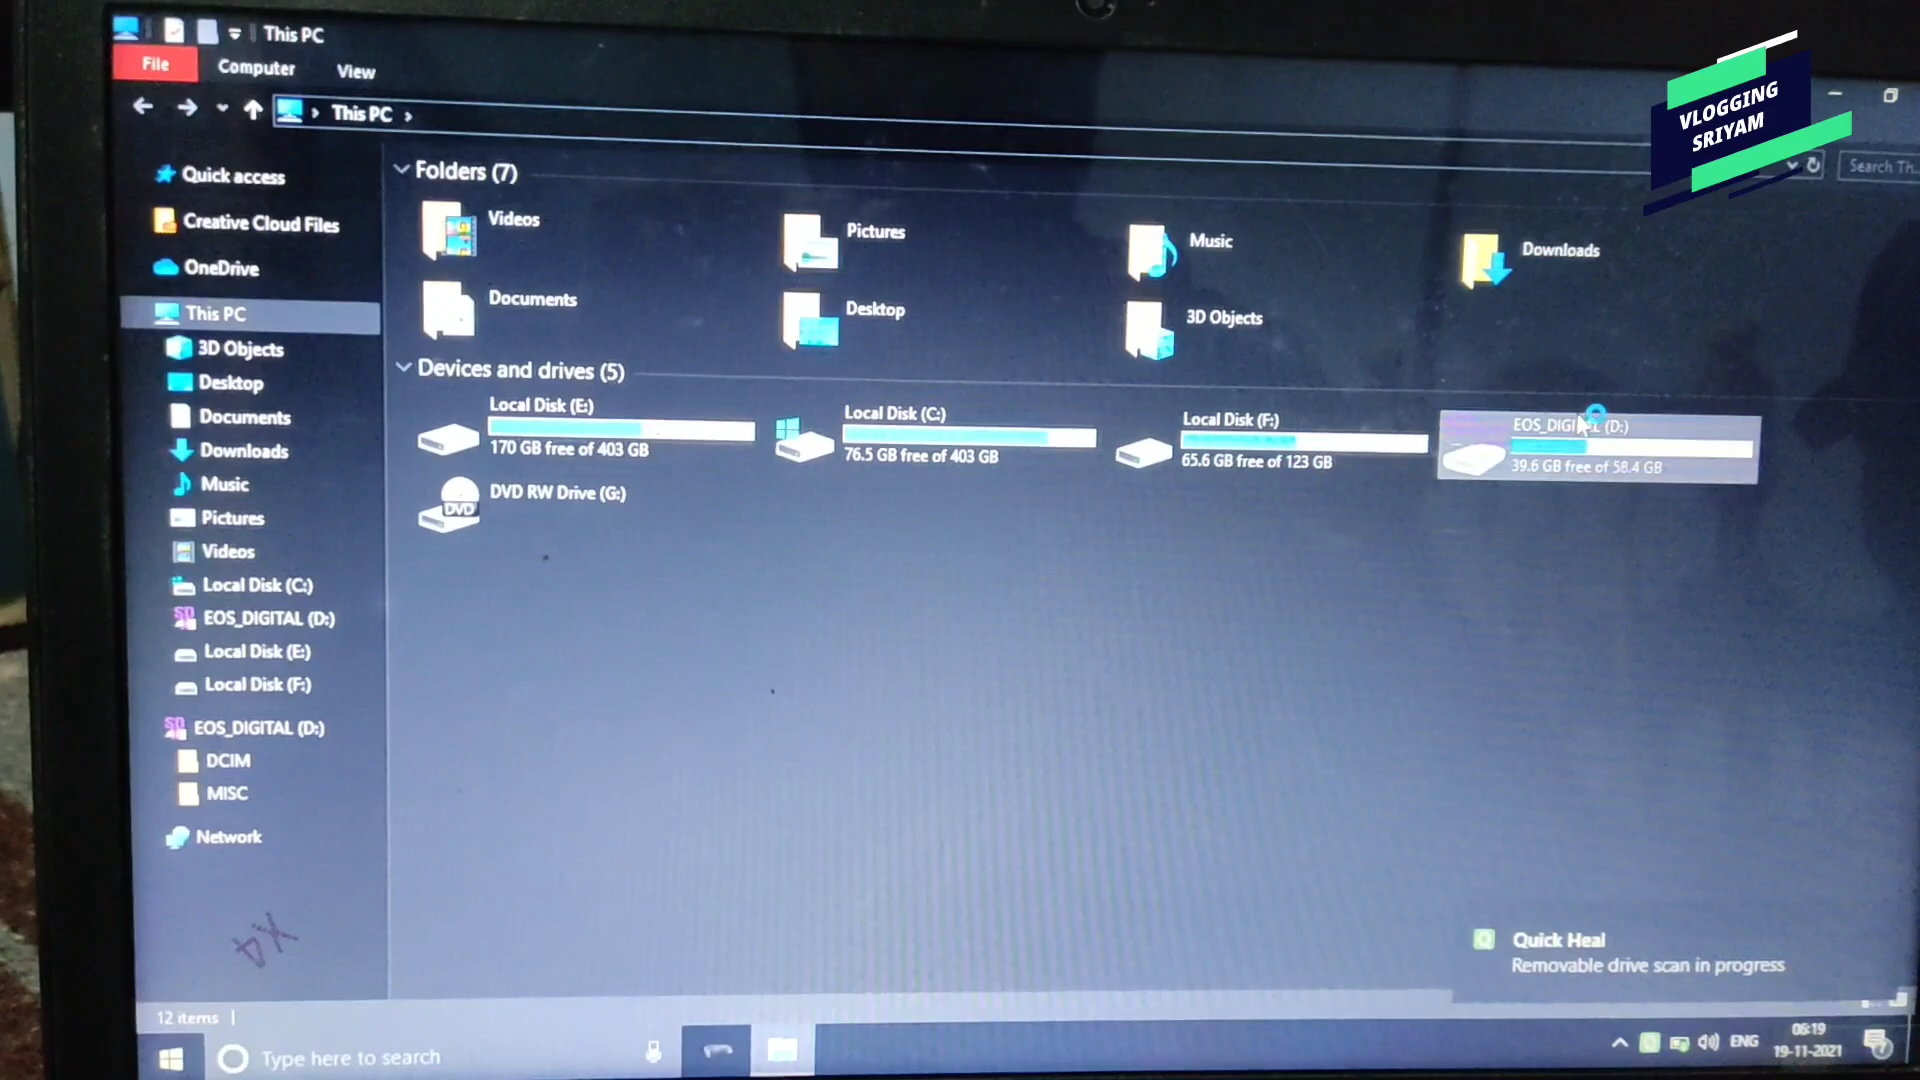 This PC
File
Computer
View
This PC
VLOGGING
SRIYAM
Search Th...
Quick access
Creative Cloud Files
OneDrive
This PC
3D Objects
Desktop
Documents
Downloads
Music
Pictures
Videos
Local Disk (C:)
EOS_DIGITAL (D:)
Local Disk (E:)
Local Disk (F:)
EOS_DIGITAL (D:)
DCIM
MISC
Network
X4
Folders (7)
Videos
Pictures
Music
Downloads
Documents
Desktop
3D Objects
Devices and drives (5)
Local Disk (E:)
170 GB free of 403 GB
Local Disk (C:)
76.5 GB free of 403 GB
Local Disk (F:)
65.6 GB free of 123 GB
EOS_DIGITAL (D:)
39.6 GB free of 58.4 GB
DVD
DVD RW Drive (G:)
Quick Heal
Removable drive scan in progress
12 items
Type here to search
ENG
06:19
19-11-2021
7